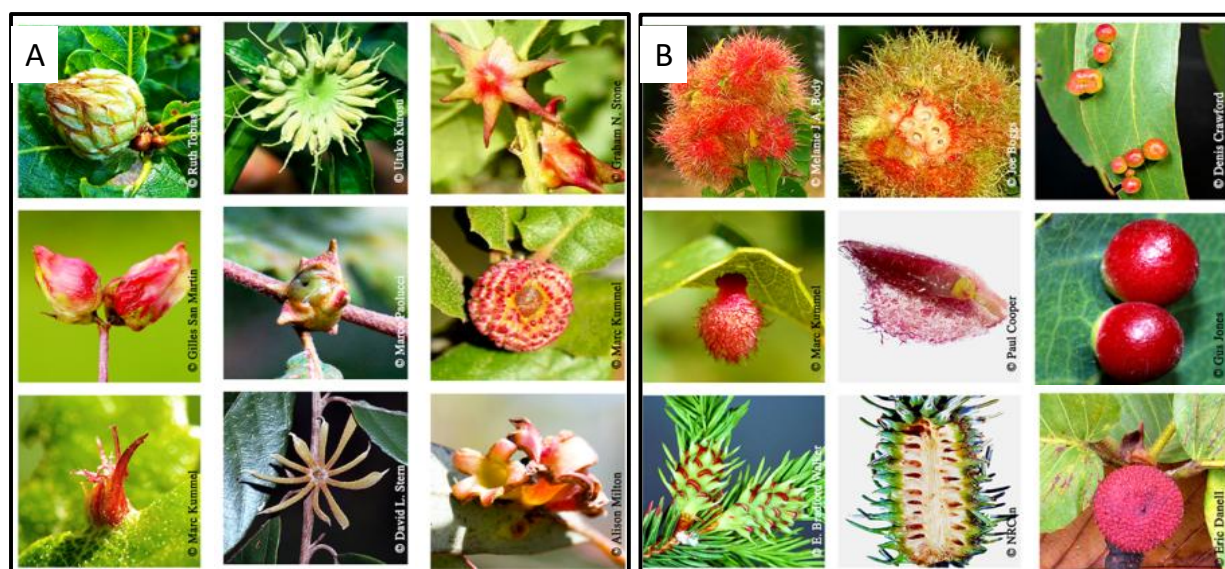 A
© Ruth Tobias
© Utako Kurosu
© Graham N. Stone
© Gilles San Martin
© Marco Paolucci
© Marc Kummel
© Marc Kummel
© David L. Stern
© Alison Milton
B
© Melanie J.A. Body
© Joe Boggs
© Denis Crawford
© Marc Kummel
© Paul Cooper
© Gus Jones
© E. Bradford Walker
© NRCan
© Eric Danell